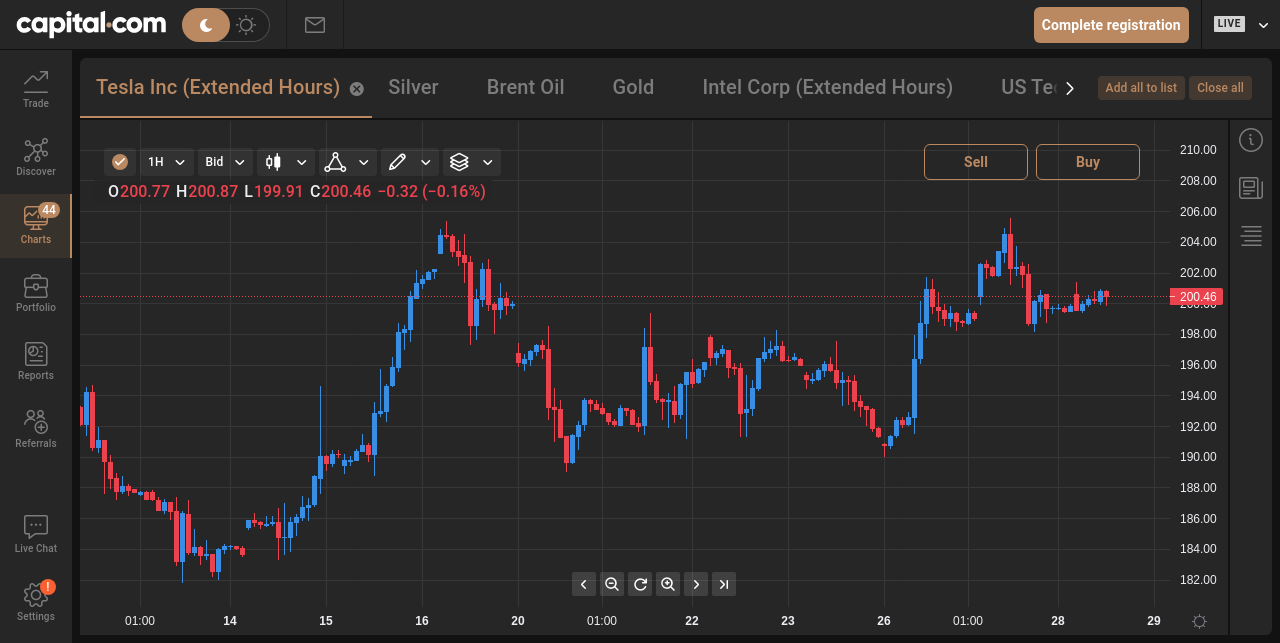 capital.com
Complete registration
LIVE
Trade
Discover
44
Charts
Portfolio
Reports
Referrals
Live Chat
!
Settings
Tesla Inc (Extended Hours)
Silver
Brent Oil
Gold
Intel Corp (Extended Hours)
US Te
Add all to list
Close all
1H
Bid
Sell
Buy
O200.77 H200.87 L199.91 C200.46 −0.32 (−0.16%)
210.00
208.00
206.00
204.00
202.00
200.46
200.00
198.00
196.00
194.00
192.00
190.00
188.00
186.00
184.00
182.00
01:00 14 15 16 20 01:00 22 23 26 01:00 28 29